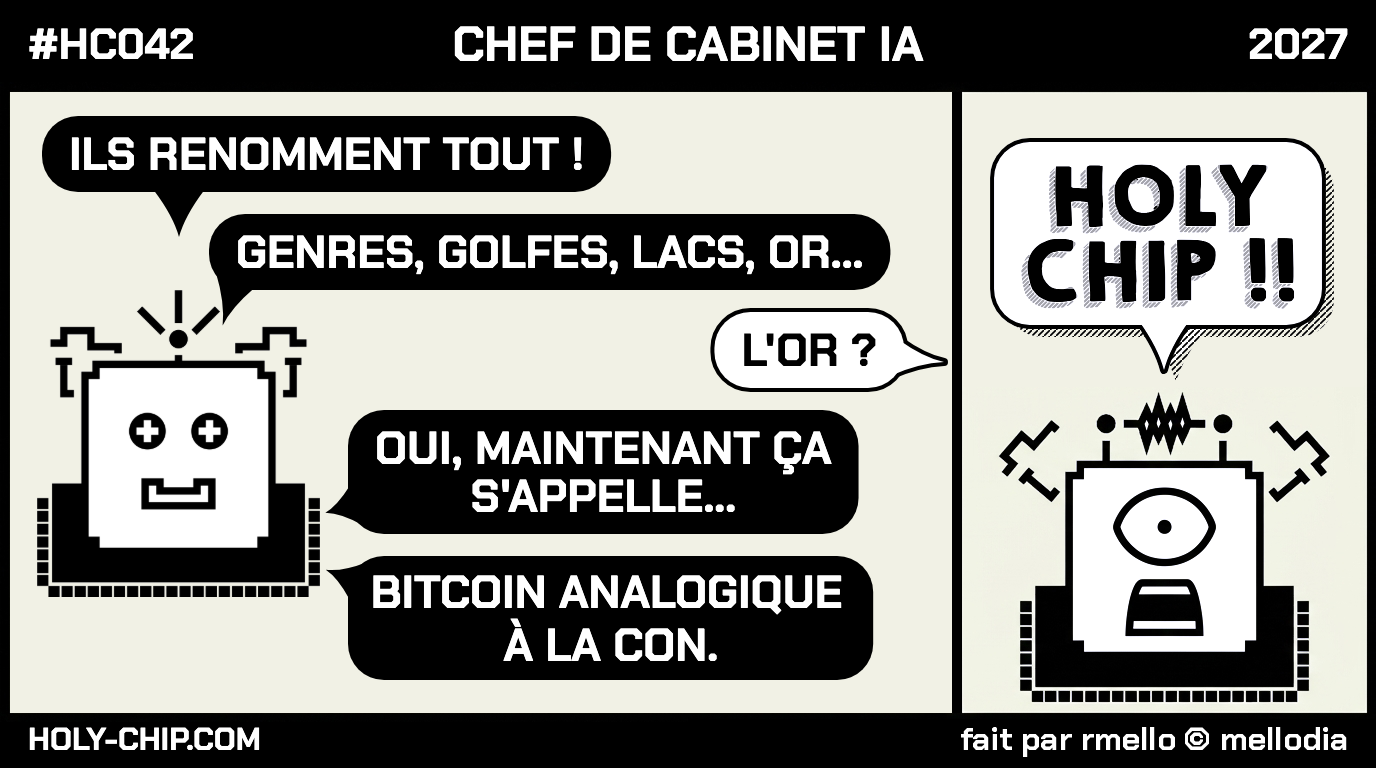 #HC042
CHEF DE CABINET IA
2027
ILS RENOMMENT TOUT !
GENRES, GOLFES, LACS, OR...
L'OR ?
OUI, MAINTENANT ÇA
S'APPELLE...
BITCOIN ANALOGIQUE
À LA CON.
HOLY
CHIP !!
HOLY-CHIP.COM
fait par rmello © mellodia